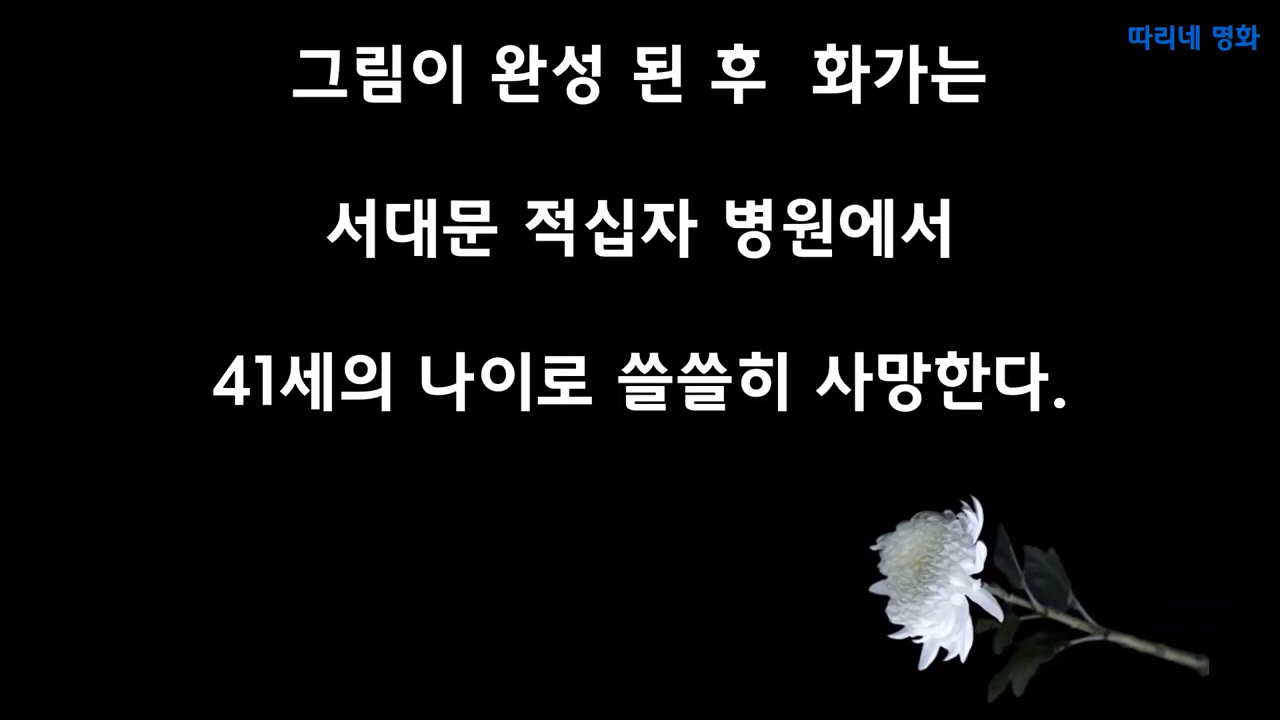 따리네 명화
그림이 완성 된 후 화가는
서대문 적십자 병원에서
41세의 나이로 쓸쓸히 사망한다.